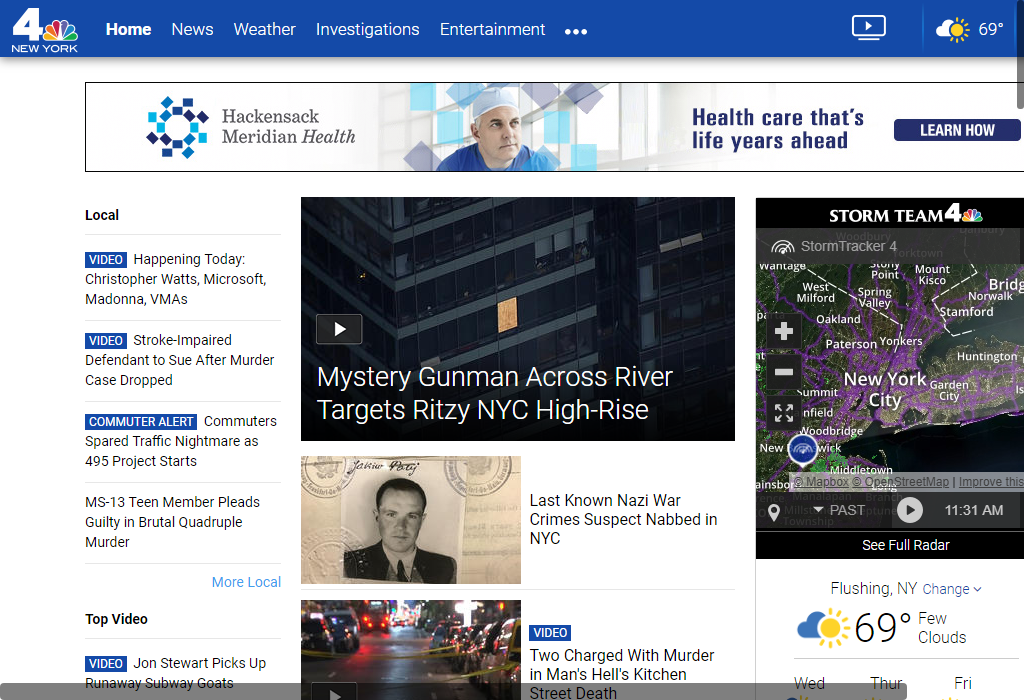 4
NEW YORK
Home News Weather Investigations Entertainment •••
69°
Hackensack
Meridian Health
Health care that's
life years ahead
LEARN HOW
Local
VIDEO Happening Today:
Christopher Watts, Microsoft,
Madonna, VMAs
VIDEO Stroke-Impaired
Defendant to Sue After Murder
Case Dropped
COMMUTER ALERT Commuters
Spared Traffic Nightmare as
495 Project Starts
MS-13 Teen Member Pleads
Guilty in Brutal Quadruple
Murder
More Local
Top Video
VIDEO Jon Stewart Picks Up
Runaway Subway Goats
Mystery Gunman Across River
Targets Ritzy NYC High-Rise
Last Known Nazi War
Crimes Suspect Nabbed in
NYC
VIDEO
Two Charged With Murder
in Man's Hell's Kitchen
Street Death
STORM TEAM 4
Woodbury
Danbury
StormTracker 4
Yorktown
Wantage
Stony
Point
Mount
Kisco
West
Milford
Spring
Valley
Bridg
Norwalk
Stamford
Oakland
Paterson
Yonkers
Huntington
New York
City
Garden
City
Summit
nfield
Woodbridge
New
wick
Middletown
© Mapbox © OpenStreetMap | Improve this
ainsbor
Manalapan
Branch
Township
PAST
11:31 AM
See Full Radar
Flushing, NY Change
69°
Few
Clouds
Wed Thur Fri